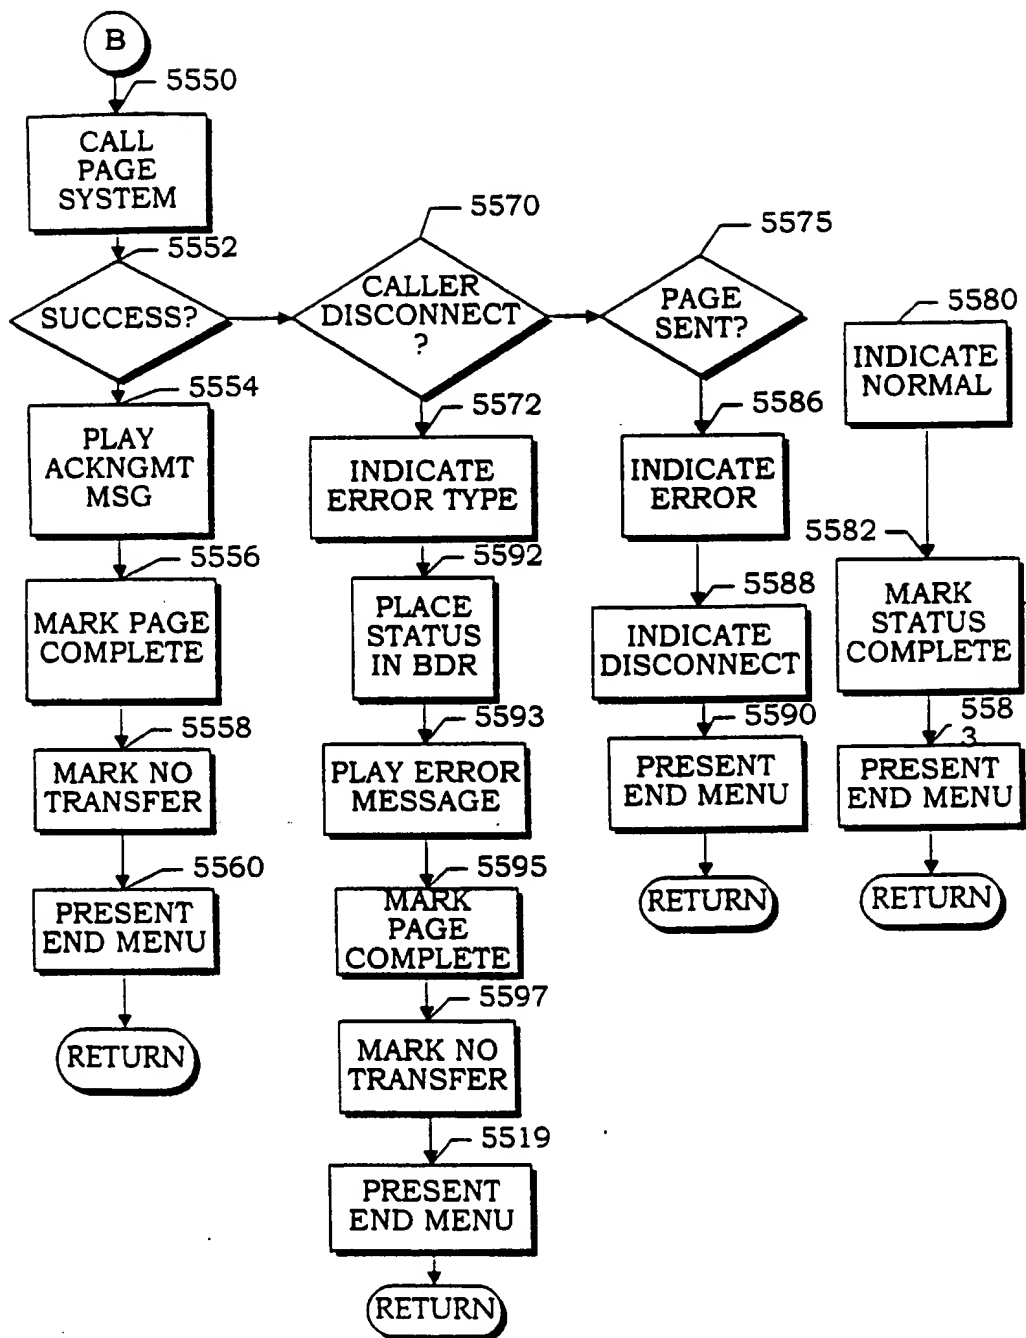 B
5550
CALL
PAGE
SYSTEM
5552
SUCCESS?
5554
PLAY
ACKNGMT
MSG
5556
MARK PAGE
COMPLETE
5558
MARK NO
TRANSFER
5560
PRESENT
END MENU
RETURN
5570
CALLER
DISCONNECT
?
5572
INDICATE
ERROR TYPE
5592
PLACE
STATUS
IN BDR
5593
PLAY ERROR
MESSAGE
5595
MARK
PAGE
COMPLETE
5597
MARK NO
TRANSFER
5519
PRESENT
END MENU
RETURN
5575
PAGE
SENT?
5586
INDICATE
ERROR
5588
INDICATE
DISCONNECT
5590
PRESENT
END MENU
RETURN
5580
INDICATE
NORMAL
5582
MARK
STATUS
COMPLETE
558
3
PRESENT
END MENU
RETURN